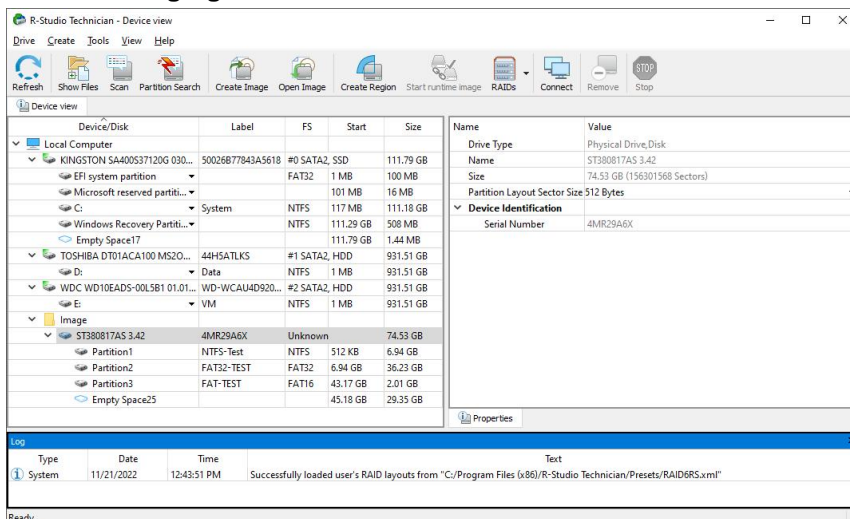 R-Studio Technician - Device view
Drive Create Tools View Help
Refresh Show Files Scan Partition Search Create Image Open Image Create Region Start runtime image RAIDs Connect Remove Stop
STOP
Device view
Device/Disk Label FS Start Size
Local Computer
KINGSTON SA400S37120G 030... 50026B77843A5618 #0 SATA2, SSD 111.79 GB
EFI system partition FAT32 1 MB 100 MB
Microsoft reserved partiti... 101 MB 16 MB
C: System NTFS 117 MB 111.18 GB
Windows Recovery Partiti... NTFS 111.29 GB 508 MB
Empty Space17 111.79 GB 1.44 MB
TOSHIBA DT01ACA100 MS2O... 44H5ATLKS #1 SATA2, HDD 931.51 GB
D: Data NTFS 1 MB 931.51 GB
WDC WD10EADS-00L5B1 01.01... WD-WCAU4D920... #2 SATA2, HDD 931.51 GB
E: VM NTFS 1 MB 931.51 GB
Image
ST380817AS 3.42 4MR29A6X Unknown 74.53 GB
Partition1 NTFS-Test NTFS 512 KB 6.94 GB
Partition2 FAT32-TEST FAT32 6.94 GB 36.23 GB
Partition3 FAT-TEST FAT16 43.17 GB 2.01 GB
Empty Space25 45.18 GB 29.35 GB
Name Value
Drive Type Physical Drive,Disk
Name ST380817AS 3.42
Size 74.53 GB (156301568 Sectors)
Partition Layout Sector Size 512 Bytes
Device Identification
Serial Number 4MR29A6X
Properties
Log
Type Date Time Text
System 11/21/2022 12:43:51 PM Successfully loaded user's RAID layouts from "C:/Program Files (x86)/R-Studio Technician/Presets/RAID6RS.xml"
Ready